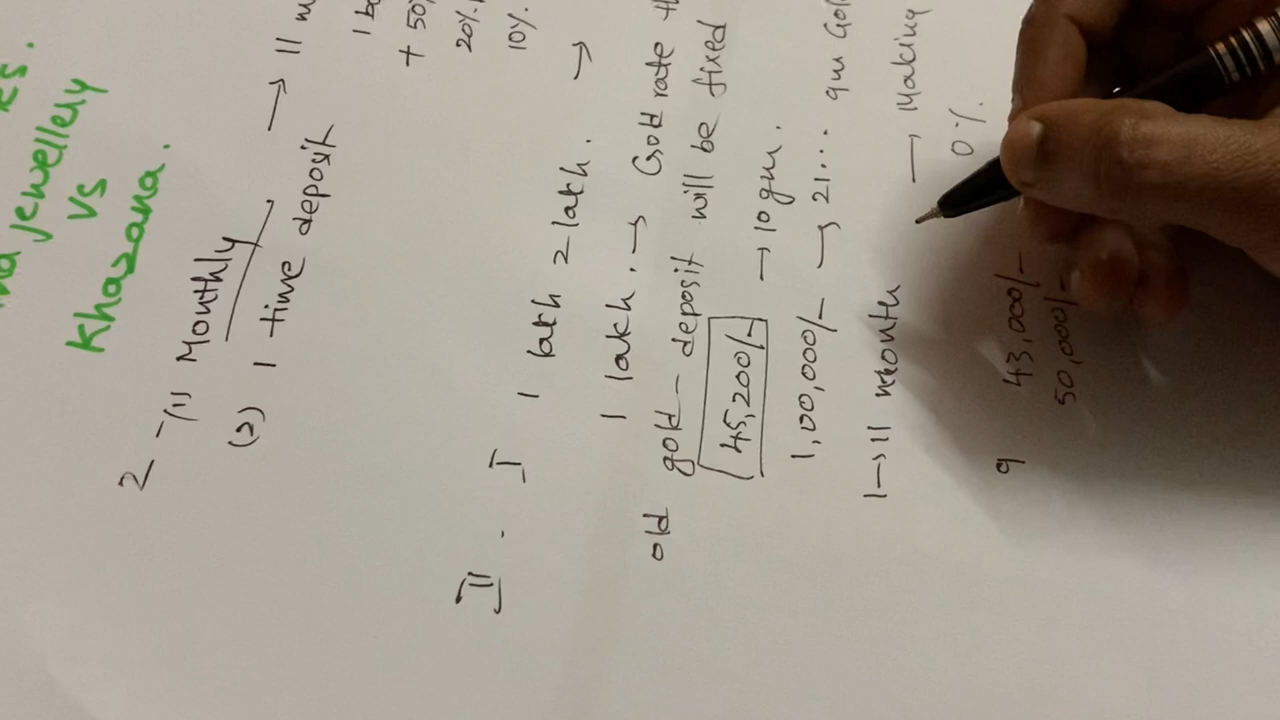 jewellery
vs
Khazana.
2 - (1) Monthly → 11
(2) 1 time deposit
+ 50%
20%
10%.
II. I 1 lakh 2 lakh. →
1 lakh. → Gold rate
old gold - deposit will be fixed
45,200/- → 10 gm.
1,00,000/- → 21... gm
1→11 month → Making
0%.
9 43,000/-
50,000/-